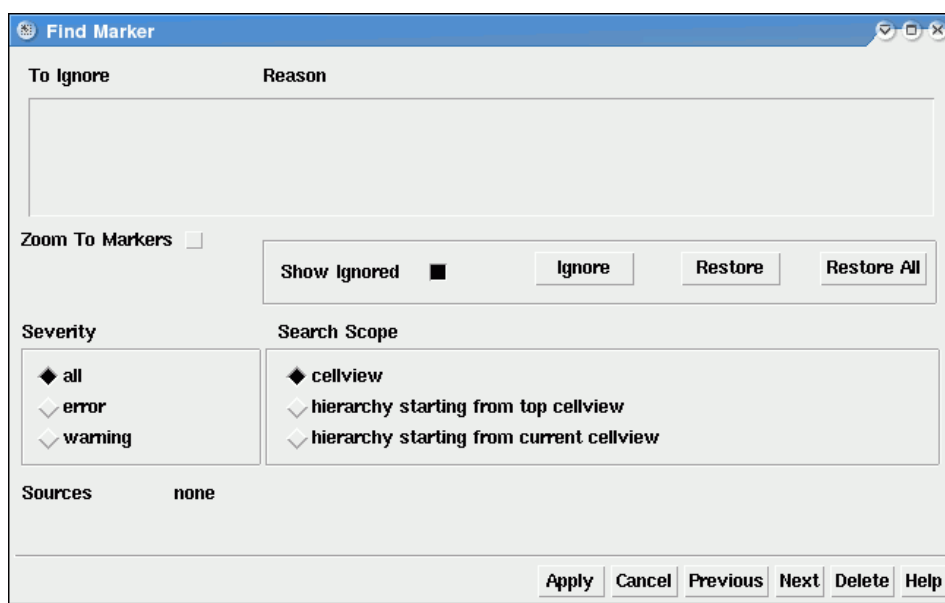 Find Marker
To Ignore Reason
Zoom To Markers
Show Ignored Ignore Restore Restore All
Severity Search Scope
all cellview
error hierarchy starting from top cellview
warning hierarchy starting from current cellview
Sources none
Apply Cancel Previous Next Delete Help